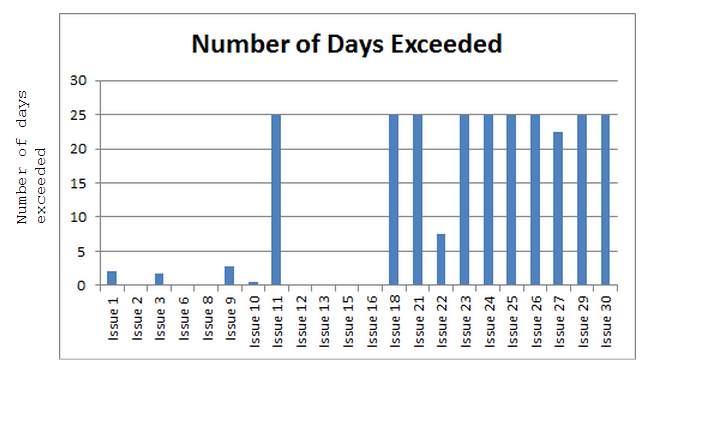 Number of Days Exceeded
Number of days
exceeded
30
25
20
15
10
5
0
Issue 1
Issue 2
Issue 3
Issue 6
Issue 8
Issue 9
Issue 10
Issue 11
Issue 12
Issue 13
Issue 15
Issue 16
Issue 18
Issue 21
Issue 22
Issue 23
Issue 24
Issue 25
Issue 26
Issue 27
Issue 29
Issue 30